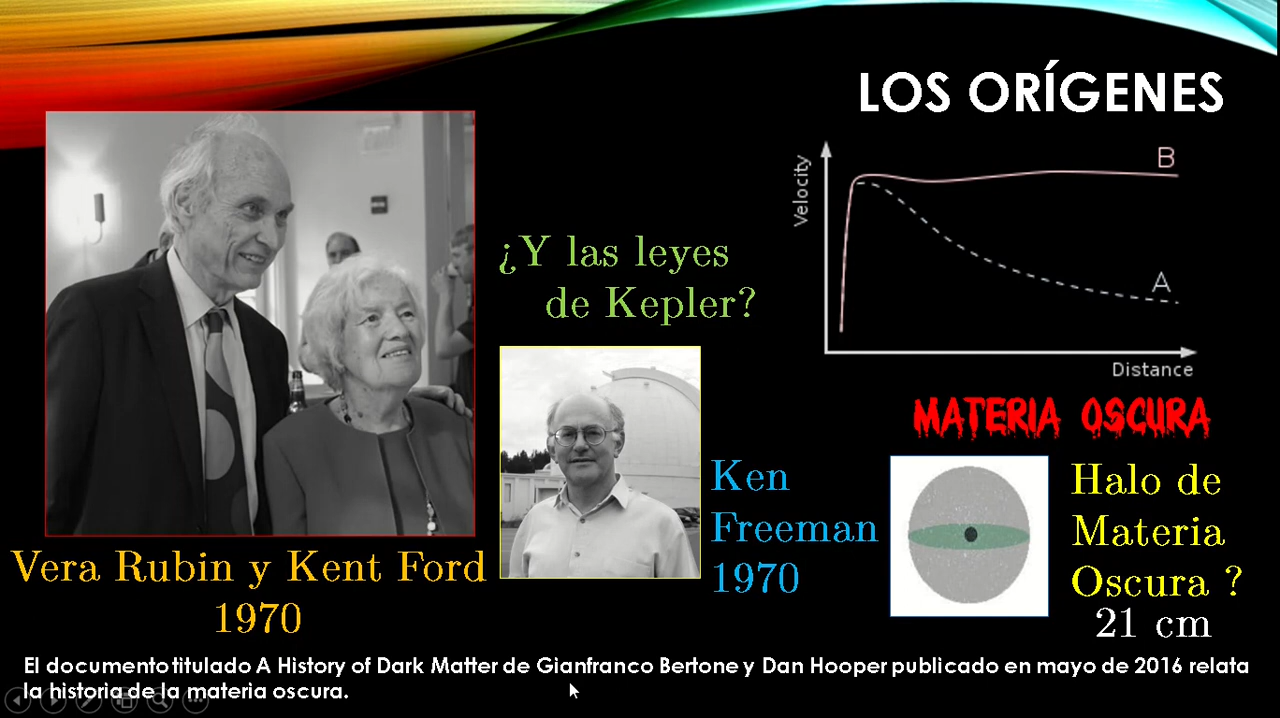 LOS ORÍGENES
Velocity
B
A
Distance
¿Y las leyes
de Kepler?
MATERIA OSCURA
Ken
Freeman
1970
Halo de
Materia
Oscura ?
21 cm
Vera Rubin y Kent Ford
1970
El documento titulado A History of Dark Matter de Gianfranco Bertone y Dan Hooper publicado en mayo de 2016 relata
la historia de la materia oscura.